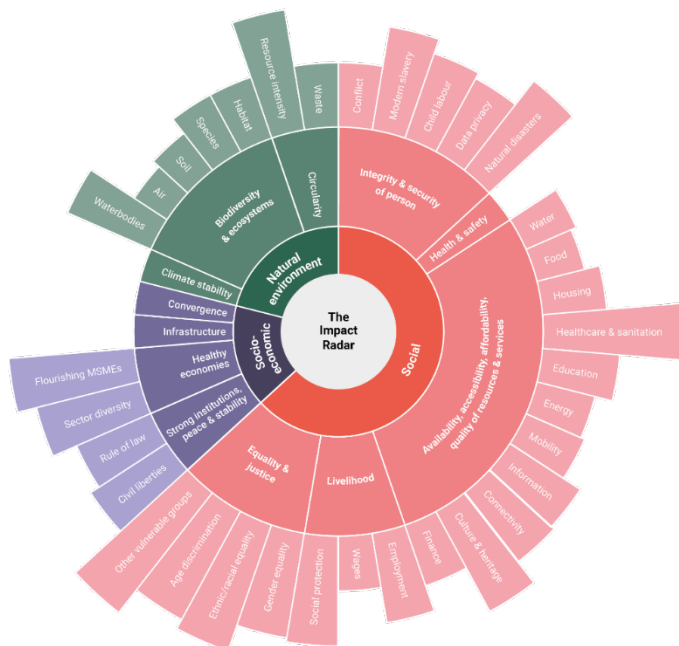 The
Impact
Radar
Natural
environment
Social
Socio-
economic
Circularity
Biodiversity
& ecosystems
Climate stability
Convergence
Infrastructure
Healthy
economies
Strong institutions,
peace & stability
Equality &
justice
Livelihood
Availability, accessibility, affordability,
quality of resources & services
Health & safety
Integrity & security
of person
Waste
Resource intensity
Habitat
Species
Soil
Air
Waterbodies
Flourishing MSMEs
Sector diversity
Rule of law
Civil liberties
Other vulnerable groups
Age discrimination
Ethnic/racial equality
Gender equality
Social protection
Wages
Employment
Finance
Culture & heritage
Connectivity
Information
Mobility
Energy
Education
Healthcare & sanitation
Housing
Food
Water
Natural disasters
Data privacy
Child labour
Modern slavery
Conflict